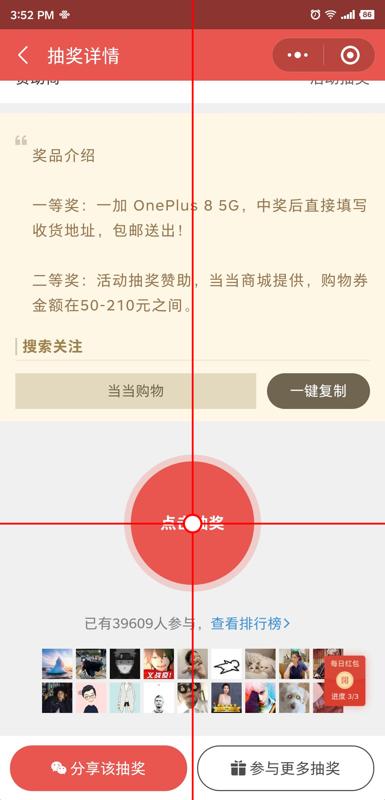 3:52 PM
86
抽奖详情
活动抽奖
奖品介绍
一等奖：一加 OnePlus 8 5G，中奖后直接填写
收货地址，包邮送出！
二等奖：活动抽奖赞助，当当商城提供，购物券
金额在50-210元之间。
搜索关注
当当购物
一键复制
点击抽奖
已有39609人参与，查看排行榜>
每日红包
进度 3/3
分享该抽奖
参与更多抽奖